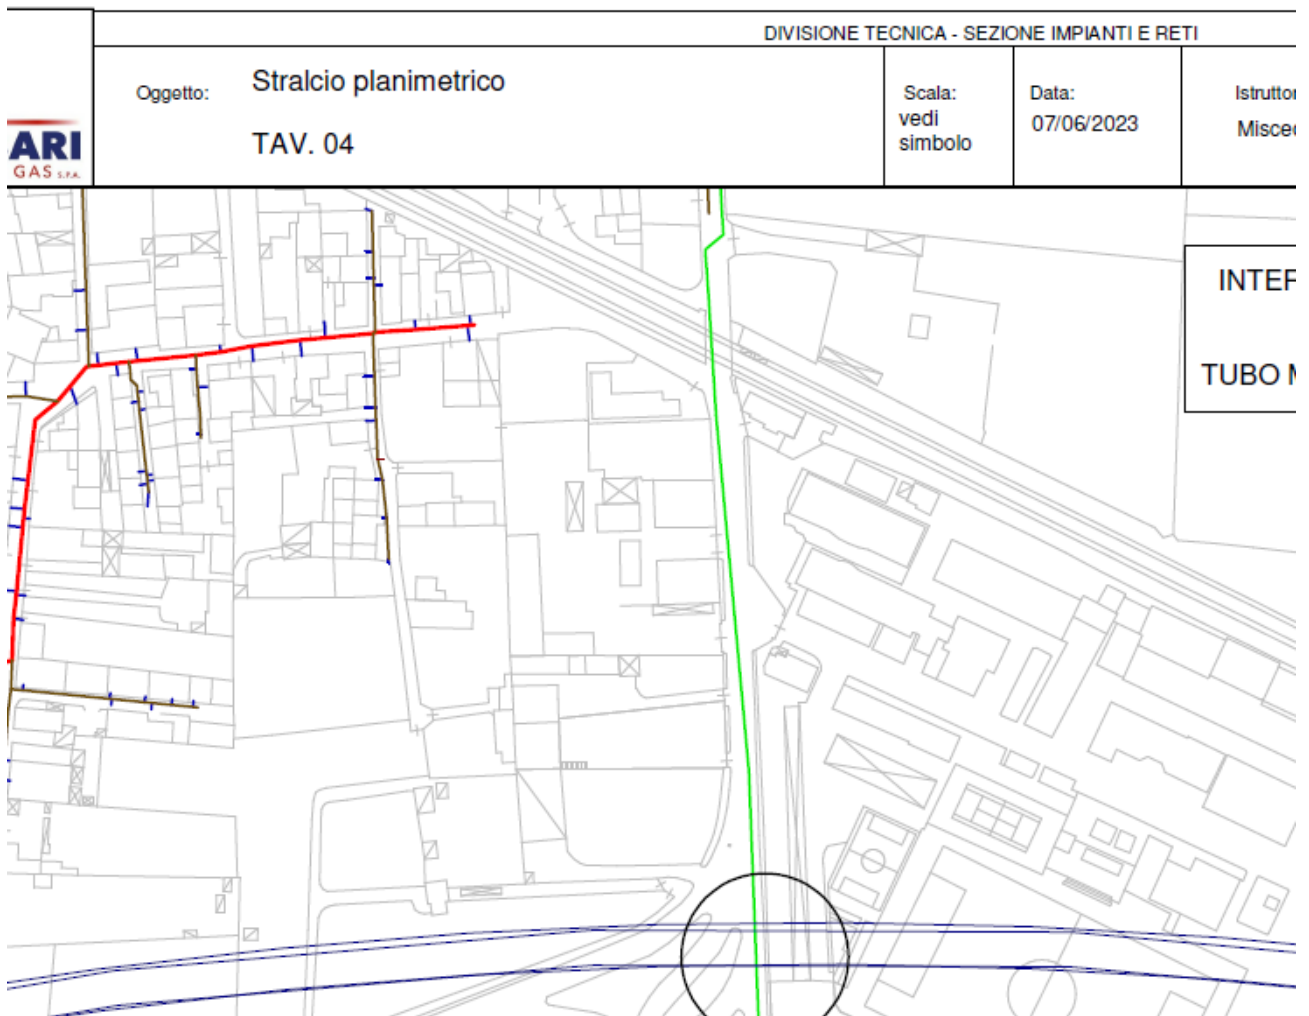 DIVISIONE TECNICA - SEZIONE IMPIANTI E RETI
Oggetto:
Stralcio planimetrico
TAV. 04
Scala:
vedi
simbolo
Data:
07/06/2023
ARI
GAS S.P.A.
TUBO